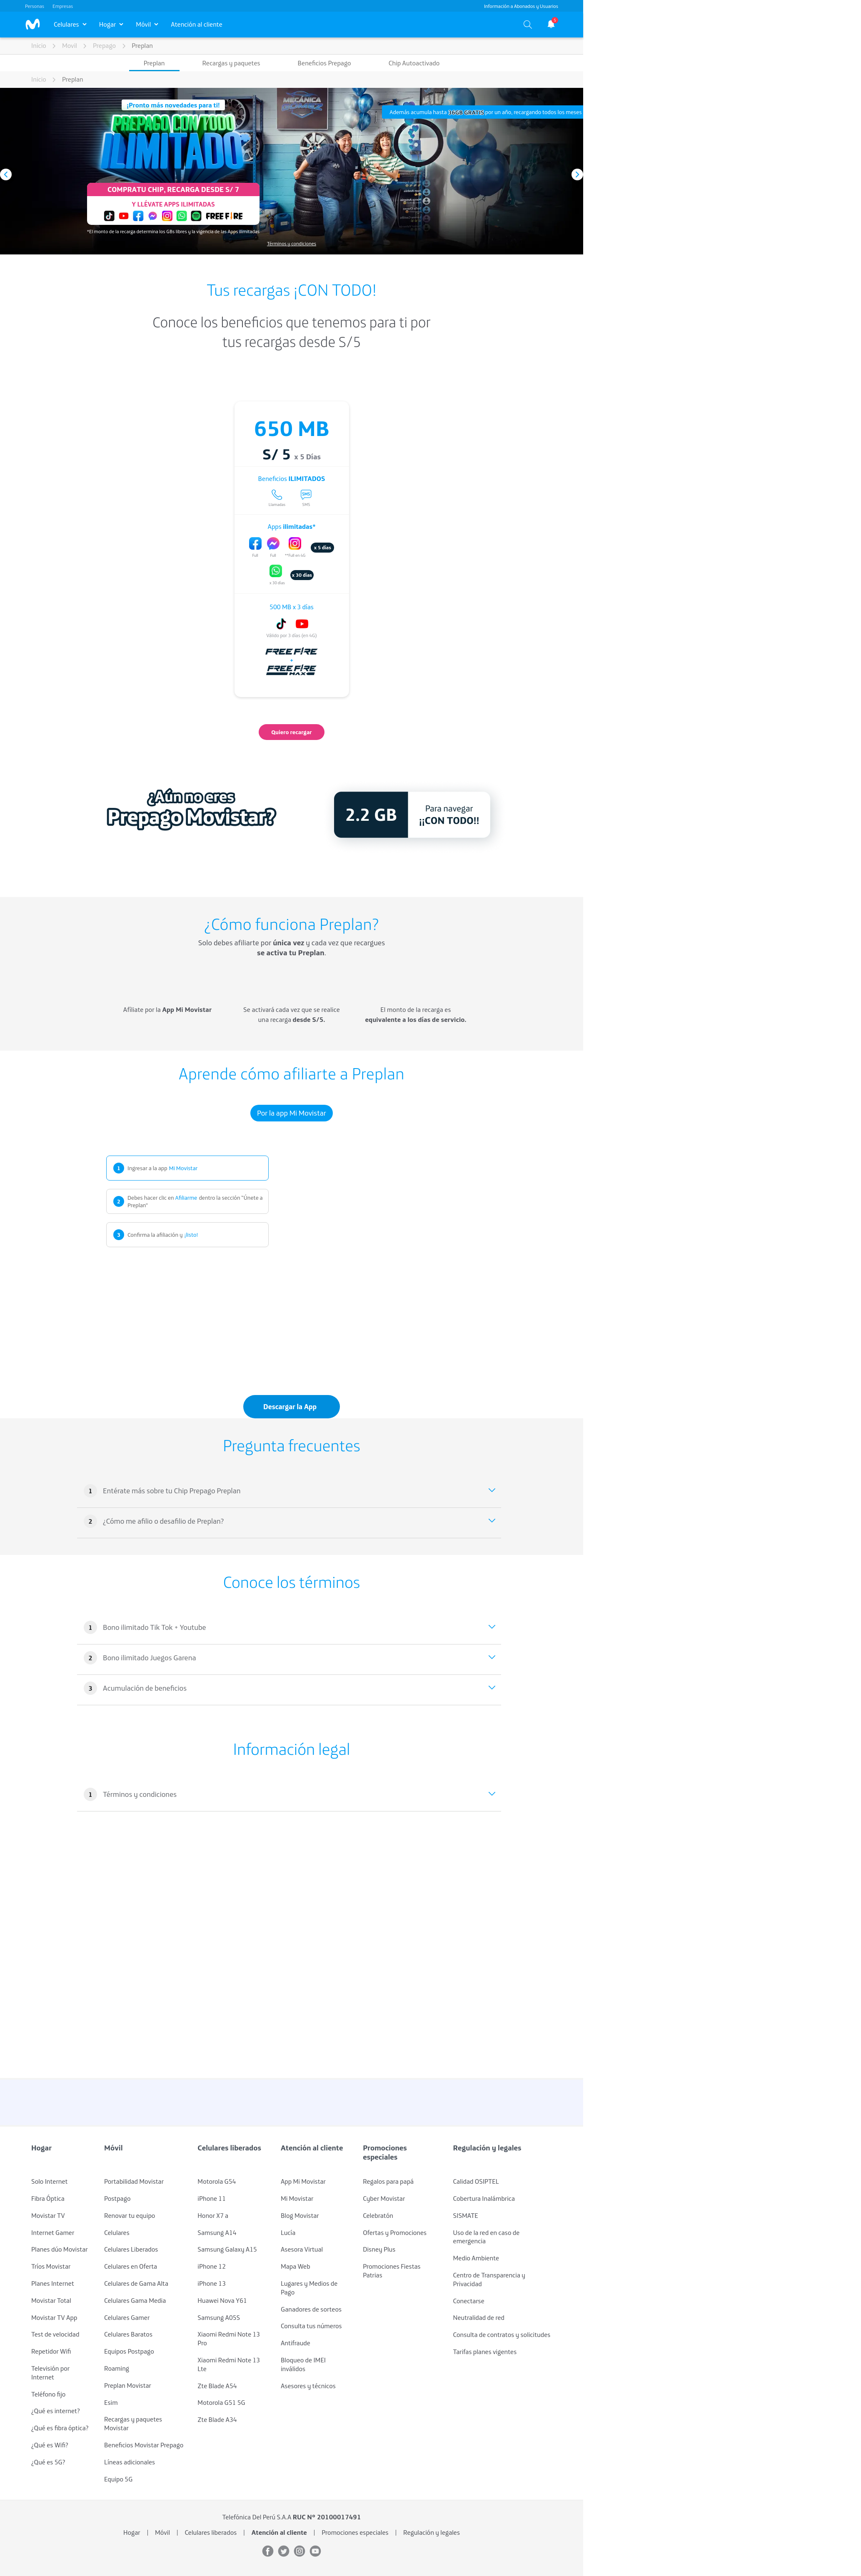 Personas Empresas Información a Abonados y Usuarios
Celulares Hogar Móvil Atención al cliente
Inicio Movil Prepago Preplan
Preplan Recargas y paquetes Beneficios Prepago Chip Autoactivado
Inicio Preplan
¡Pronto más novedades para ti!
MECÁNICA
Además acumula hasta 116GB GRATIS por un año, recargando todos los meses
PREPAGO CON TODO
ILIMITADO
COMPRA TU CHIP, RECARGA DESDE S/ 7
Y LLÉVATE APPS ILIMITADAS
FREE FIRE
*El monto de la recarga determina los GBs libres y la vigencia de las Apps ilimitadas
Términos y condiciones
Tus recargas ¡CON TODO!
Conoce los beneficios que tenemos para ti por
tus recargas desde S/5
650 MB
S/ 5 x 5 Días
Beneficios ILIMITADOS
SMS
Llamadas SMS
Apps ilimitadas*
x 5 días
Full Full
x 30 días
x 30 días
500 MB x 3 días
Válido por 3 días (en 4G)
FREE FIRE
+
FREE FIRE
MAX
Quiero recargar
¿Aún no eres
Prepago Movistar?
2.2 GB
Para navegar
¡¡CON TODO!!
¿Cómo funciona Preplan?
Solo debes afiliarte por única vez y cada vez que recargues
se activa tu Preplan.
Afíliate por la App Mi Movistar
Se activará cada vez que se realice
una recarga desde S/5.
El monto de la recarga es
equivalente a los días de servicio.
Aprende cómo afiliarte a Preplan
Por la app Mi Movistar
1 Ingresar a la app Mi Movistar
2 Debes hacer clic en Afiliarme dentro la sección "Únete a
Preplan"
3 Confirma la afiliación y ¡listo!
Descargar la App
Pregunta frecuentes
1 Entérate más sobre tu Chip Prepago Preplan
2 ¿Cómo me afilio o desafilio de Preplan?
Conoce los términos
1 Bono ilimitado Tik Tok + Youtube
2 Bono ilimitado Juegos Garena
3 Acumulación de beneficios
Información legal
1 Términos y condiciones
Hogar
Solo Internet
Fibra Óptica
Movistar TV
Internet Gamer
Planes dúo Movistar
Tríos Movistar
Planes Internet
Movistar Total
Movistar TV App
Test de velocidad
Repetidor Wifi
Televisión por
Internet
Teléfono fijo
¿Qué es internet?
¿Qué es fibra óptica?
¿Qué es Wifi?
¿Qué es 5G?
Móvil
Portabilidad Movistar
Postpago
Renovar tu equipo
Celulares
Celulares Liberados
Celulares en Oferta
Celulares de Gama Alta
Celulares Gama Media
Celulares Gamer
Celulares Baratos
Equipos Postpago
Roaming
Preplan Movistar
Esim
Recargas y paquetes
Movistar
Beneficios Movistar Prepago
Líneas adicionales
Equipo 5G
Celulares liberados
Motorola G54
iPhone 11
Honor X7 a
Samsung A14
Samsung Galaxy A15
iPhone 12
iPhone 13
Huawei Nova Y61
Samsung A05S
Xiaomi Redmi Note 13
Pro
Xiaomi Redmi Note 13
Lte
Zte Blade A54
Motorola G51 5G
Zte Blade A34
Atención al cliente
App Mi Movistar
Mi Movistar
Blog Movistar
Lucía
Asesoría Virtual
Mapa Web
Lugares y Medios de
Pago
Ganadores de sorteos
Consulta tus números
Antifraude
Bloqueo de IMEI
inválidos
Asesores y técnicos
Promociones
especiales
Regalos para papá
Cyber Movistar
Celebratón
Ofertas y Promociones
Disney Plus
Promociones Fiestas
Patrias
Regulación y legales
Calidad OSIPTEL
Cobertura Inalámbrica
SISMATE
Uso de la red en caso de
emergencia
Medio Ambiente
Centro de Transparencia y
Privacidad
Conectarse
Neutralidad de red
Consulta de contratos y solicitudes
Tarifas planes vigentes
Telefónica Del Perú S.A.A RUC Nº 20100017491
Hogar | Móvil | Celulares liberados | Atención al cliente | Promociones especiales | Regulación y legales